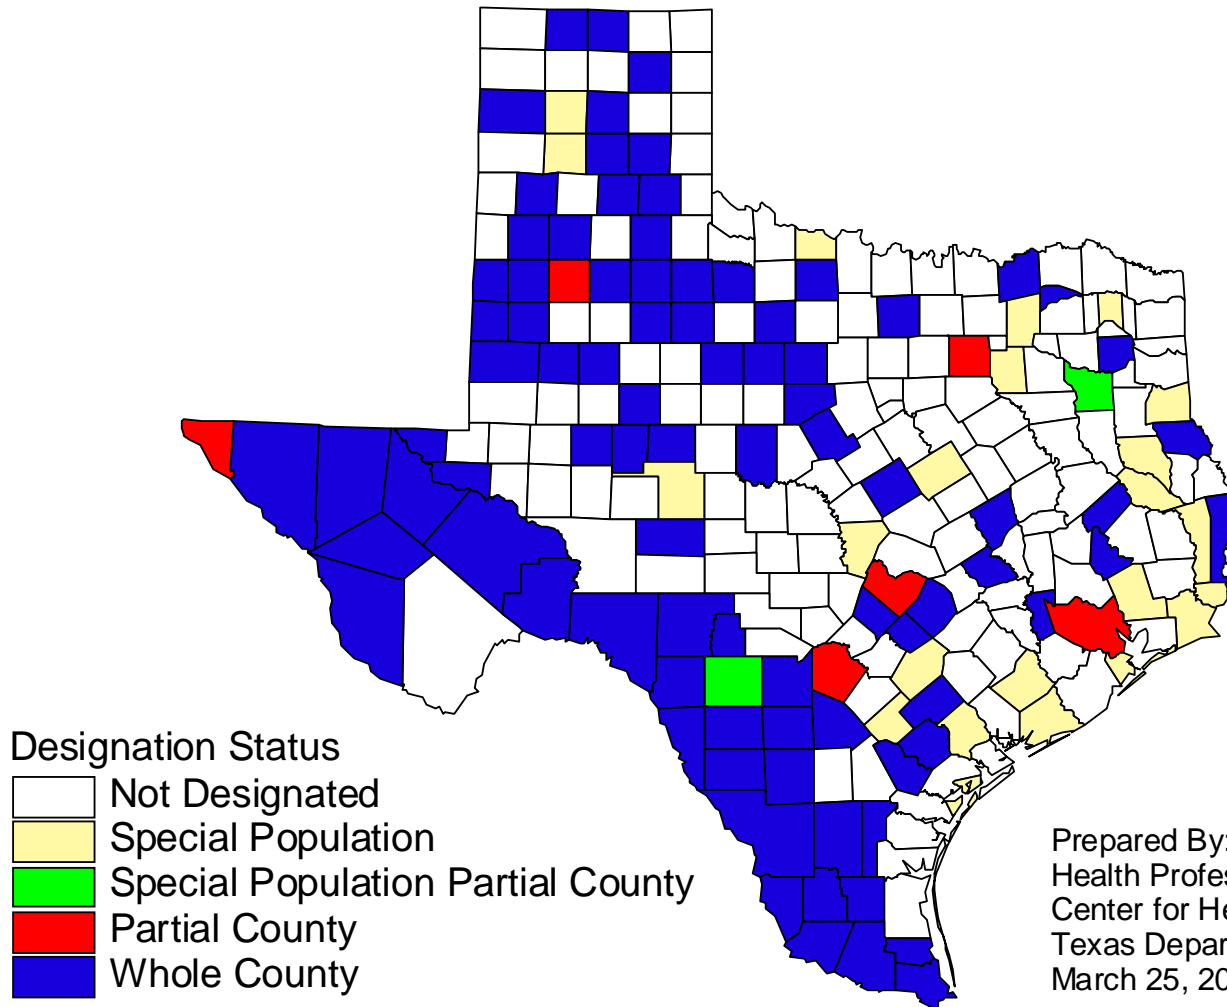 Designation Status
Not Designated
Special Population
Special Population Partial County
Partial County
Whole County
Prepared By:
Health Profes
Center for He
Texas Depar
March 25, 20